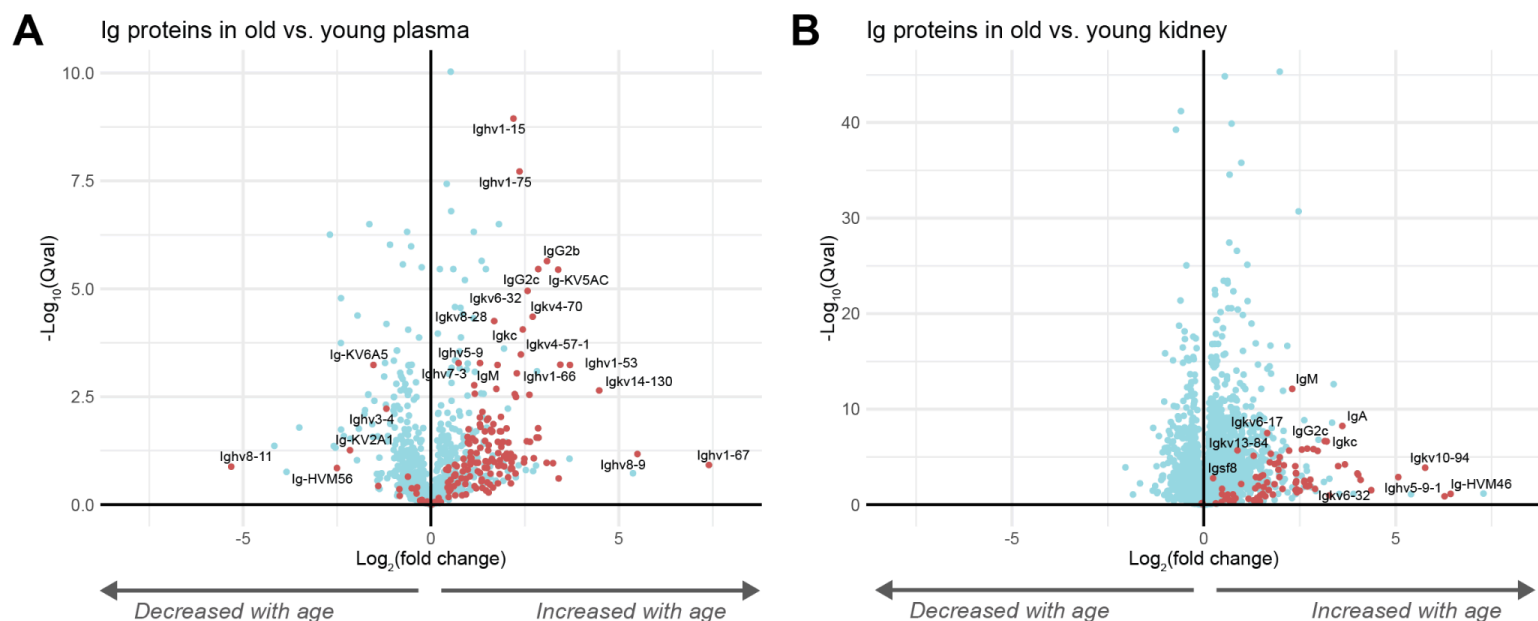 A
Ig proteins in old vs. young plasma
10.0
7.5
5.0
2.5
0.0
-Log10(Qval)
Ighv1-15
Ighv1-75
IgG2b
IgG2c
Ig-KV5AC
Igkv6-32
Igkv4-70
Igkv8-28
Igkc
Igkv4-57-1
Ig-KV6A5
Ighv5-9
Ighv1-53
Ighv7-3
IgM
Ighv1-66
Igkv14-130
Ighv3-4
Ig-KV2A1
Ighv8-11
Ig-HVM56
Ighv8-9
Ighv1-67
-5
0
5
Log2(fold change)
Decreased with age
Increased with age
B
Ig proteins in old vs. young kidney
40
30
20
10
0
-Log10(Qval)
IgM
Igkv6-17
IgG2c
IgA
Igkv13-84
Igkc
Igsf8
Igkv10-94
Igkv6-32
Ighv5-9-1
Ig-HVM46
-5
0
5
Log2(fold change)
Decreased with age
Increased with age